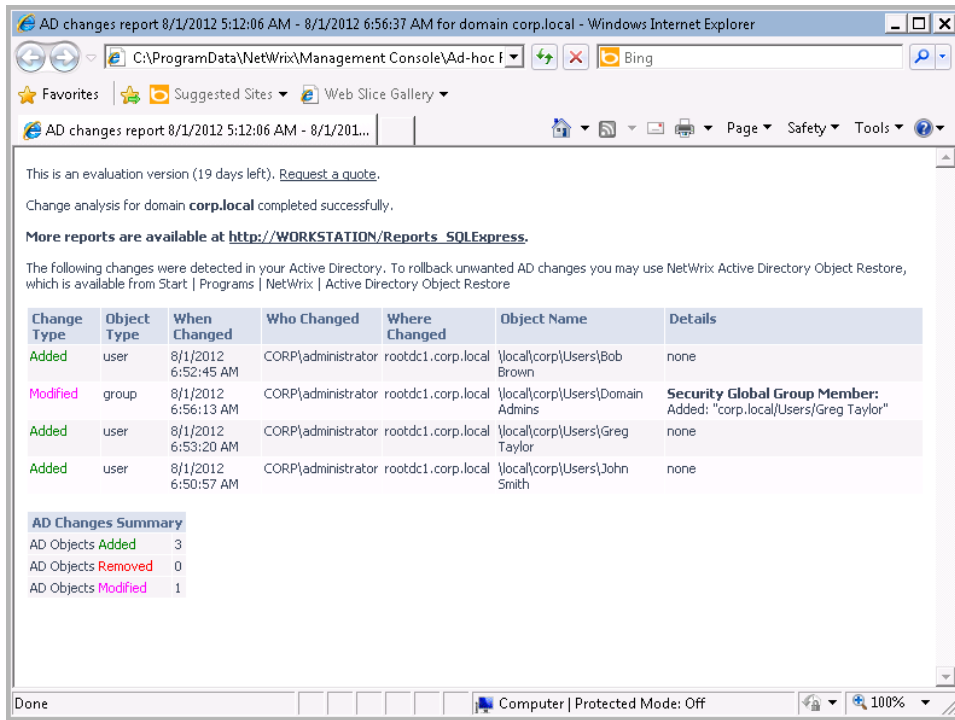 AD changes report 8/1/2012 5:12:06 AM - 8/1/2012 6:56:37 AM for domain corp.local - Windows Internet Explorer
C:\ProgramData\NetWrix\Management Console\Ad-hoc
Bing
Favorites
Suggested Sites
Web Slice Gallery
AD changes report 8/1/2012 5:12:06 AM - 8/1/201...
Page Safety Tools
This is an evaluation version (19 days left). Request a quote.
Change analysis for domain corp.local completed successfully.
More reports are available at http://WORKSTATION/Reports_SQLExpress.
The following changes were detected in your Active Directory. To rollback unwanted AD changes you may use NetWrix Active Directory Object Restore,
which is available from Start | Programs | NetWrix | Active Directory Object Restore
Change Type Object Type When Changed Who Changed Where Changed Object Name Details
Added user 8/1/2012 6:52:45 AM CORP\administrator rootdc1.corp.local \local\corp\Users\Bob Brown none
Modified group 8/1/2012 6:56:13 AM CORP\administrator rootdc1.corp.local \local\corp\Users\Domain Admins Security Global Group Member: Added: "corp.local/Users/Greg Taylor"
Added user 8/1/2012 6:53:20 AM CORP\administrator rootdc1.corp.local \local\corp\Users\Greg Taylor none
Added user 8/1/2012 6:50:57 AM CORP\administrator rootdc1.corp.local \local\corp\Users\John Smith none
AD Changes Summary
AD Objects Added 3
AD Objects Removed 0
AD Objects Modified 1
Done
Computer | Protected Mode: Off
100%